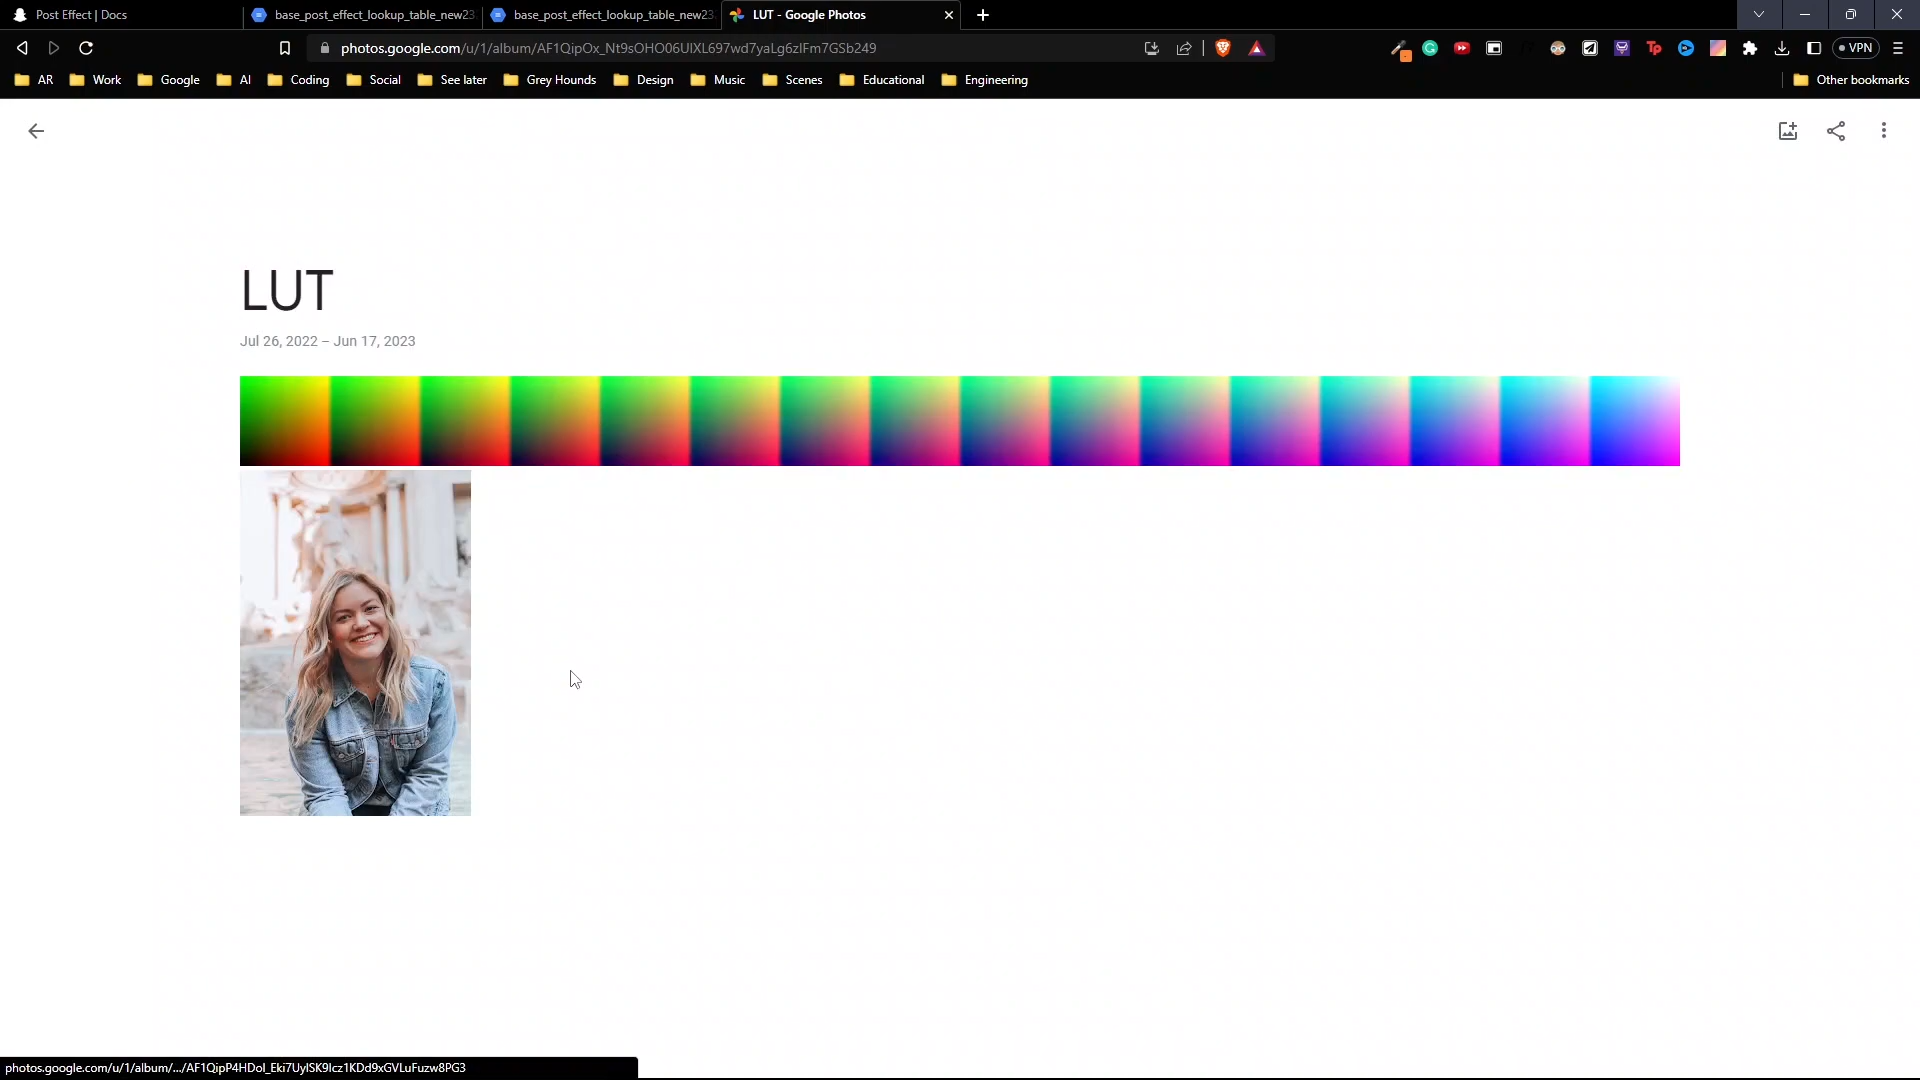 Post Effect | Docs
base_post_effect_lookup_table_new23
base_post_effect_lookup_table_new23
LUT - Google Photos
photos.google.com/u/1/album/AF1QipOx_Nt9sOHO06UIXL697wd7yaLg6zlFm7GSb249
VPN
AR
Work
Google
AI
Coding
Social
See later
Grey Hounds
Design
Music
Scenes
Educational
Engineering
Other bookmarks
LUT
Jul 26, 2022 – Jun 17, 2023
photos.google.com/u/1/album/.../AF1QipP4HDol_Eki7UylSK9lcz1KDd9xGVLuFuzw8PG3